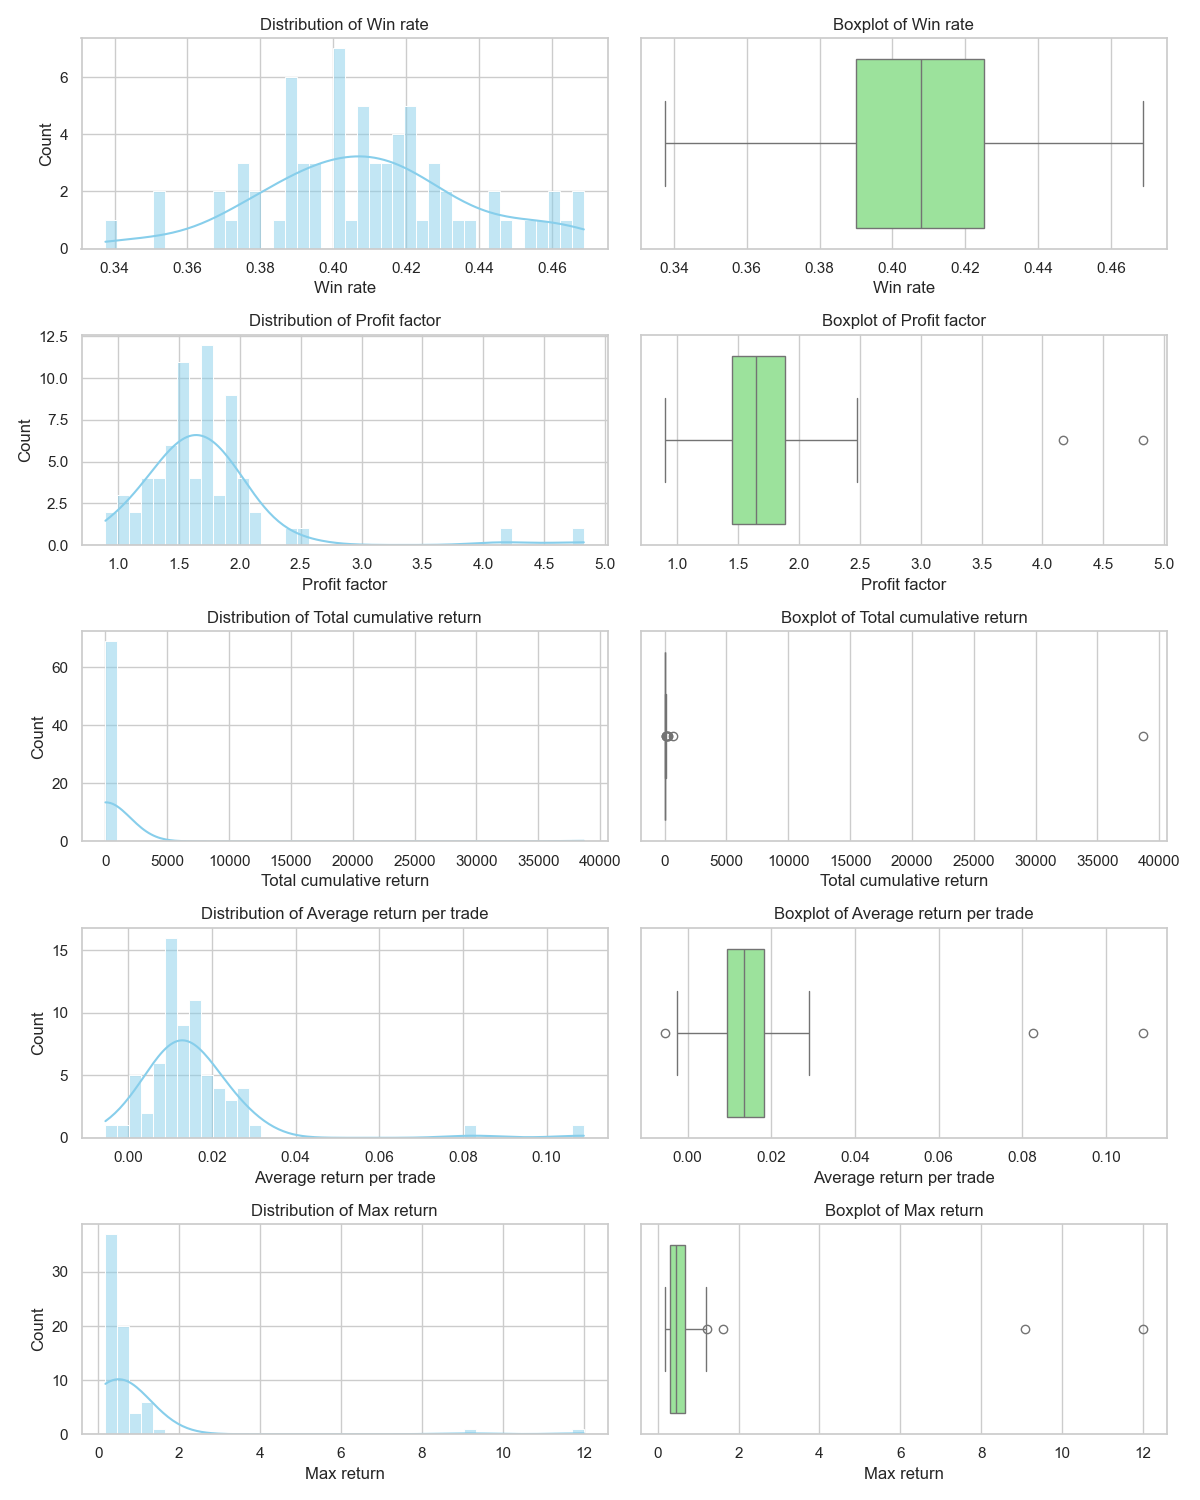 Distribution of Win rate
Boxplot of Win rate
6
4
2
0
Count
0.34 0.36 0.38 0.40 0.42 0.44 0.46
Win rate
0.34 0.36 0.38 0.40 0.42 0.44 0.46
Win rate
Distribution of Profit factor
Boxplot of Profit factor
12.5
10.0
7.5
5.0
2.5
0.0
Count
1.0 1.5 2.0 2.5 3.0 3.5 4.0 4.5 5.0
Profit factor
1.0 1.5 2.0 2.5 3.0 3.5 4.0 4.5 5.0
Profit factor
Distribution of Total cumulative return
Boxplot of Total cumulative return
60
40
20
0
Count
0 5000 10000 15000 20000 25000 30000 35000 40000
Total cumulative return
0 5000 10000 15000 20000 25000 30000 35000 40000
Total cumulative return
Distribution of Average return per trade
Boxplot of Average return per trade
15
10
5
0
Count
0.00 0.02 0.04 0.06 0.08 0.10
Average return per trade
0.00 0.02 0.04 0.06 0.08 0.10
Average return per trade
Distribution of Max return
Boxplot of Max return
30
20
10
0
Count
0 2 4 6 8 10 12
Max return
0 2 4 6 8 10 12
Max return